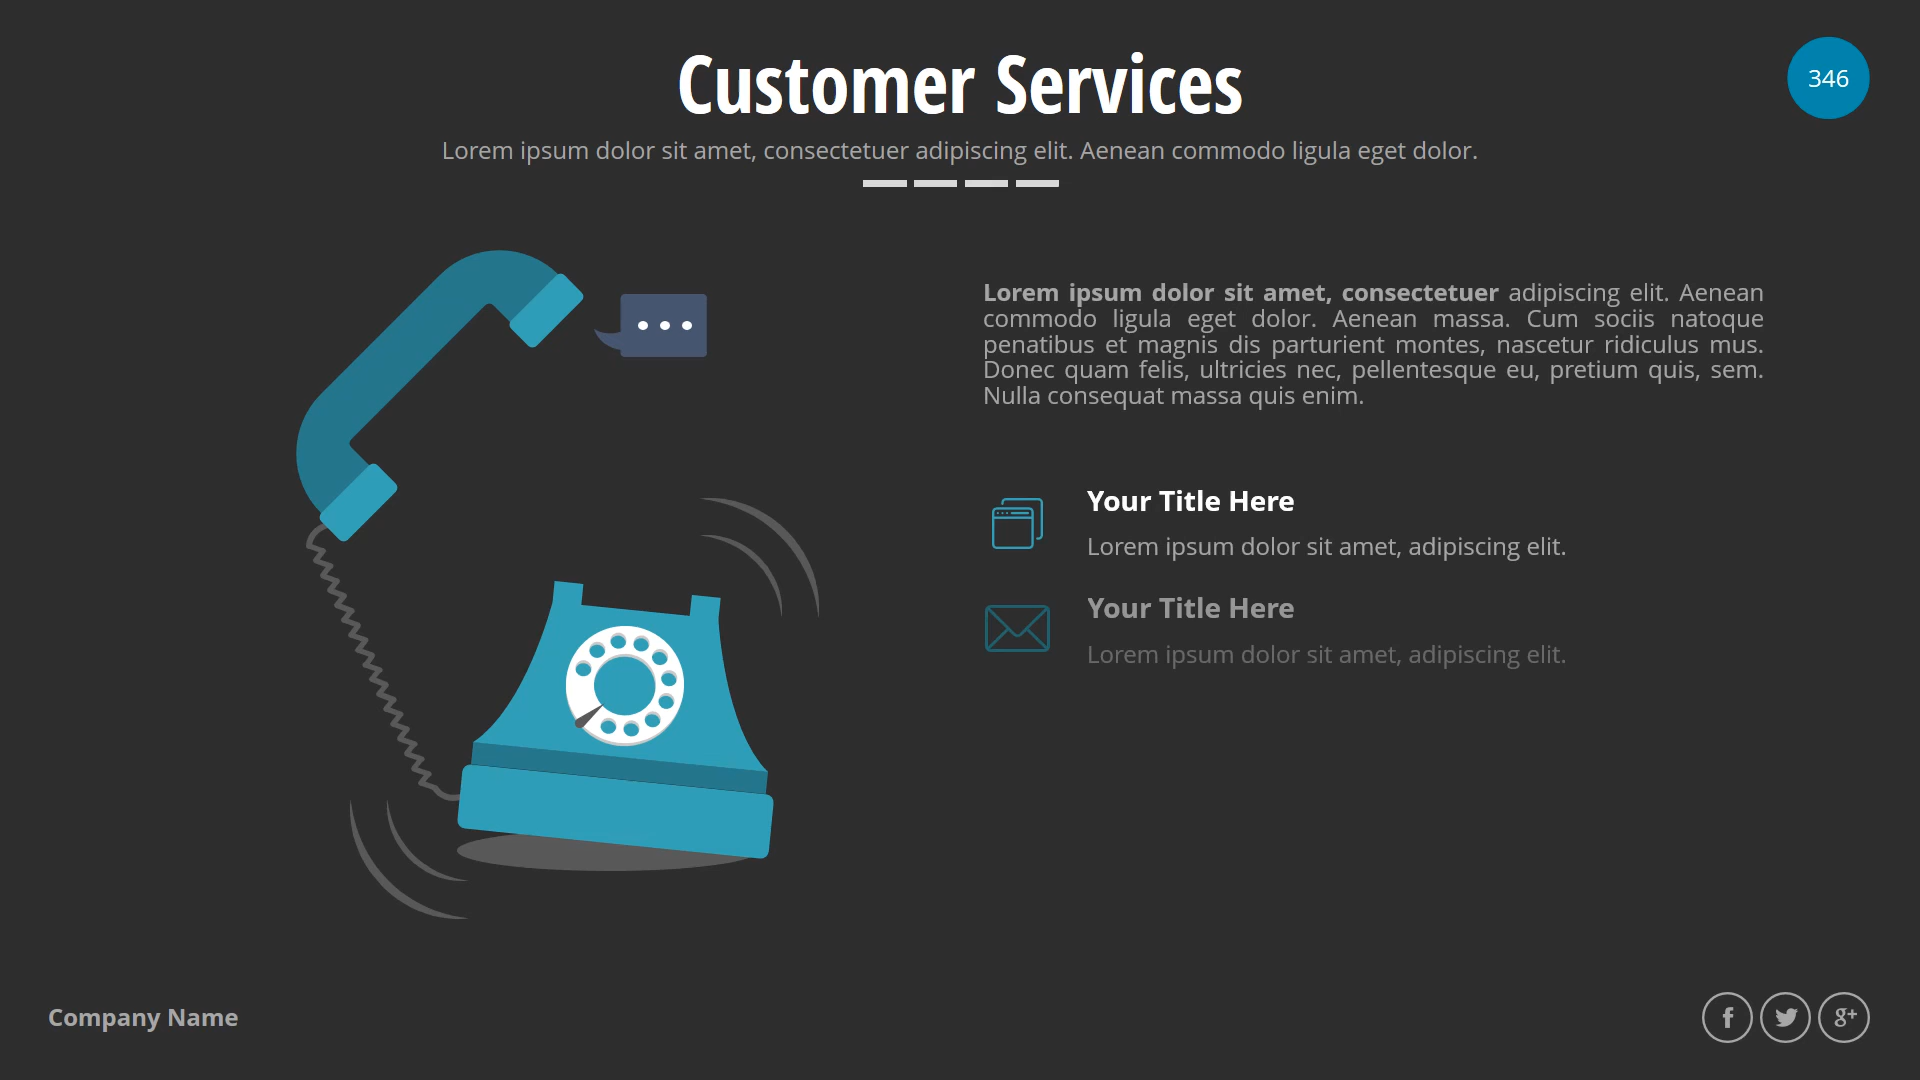 Customer Services
346
Lorem ipsum dolor sit amet, consectetuer adipiscing elit. Aenean commodo ligula eget dolor.
Lorem ipsum dolor sit amet, consectetuer adipiscing elit. Aenean
commodo ligula eget dolor. Aenean massa. Cum sociis natoque
penatibus et magnis dis parturient montes, nascetur ridiculus mus.
Donec quam felis, ultricies nec, pellentesque eu, pretium quis, sem.
Nulla consequat massa quis enim.
Your Title Here
Lorem ipsum dolor sit amet, adipiscing elit.
Your Title Here
Lorem ipsum dolor sit amet, adipiscing elit.
Company Name